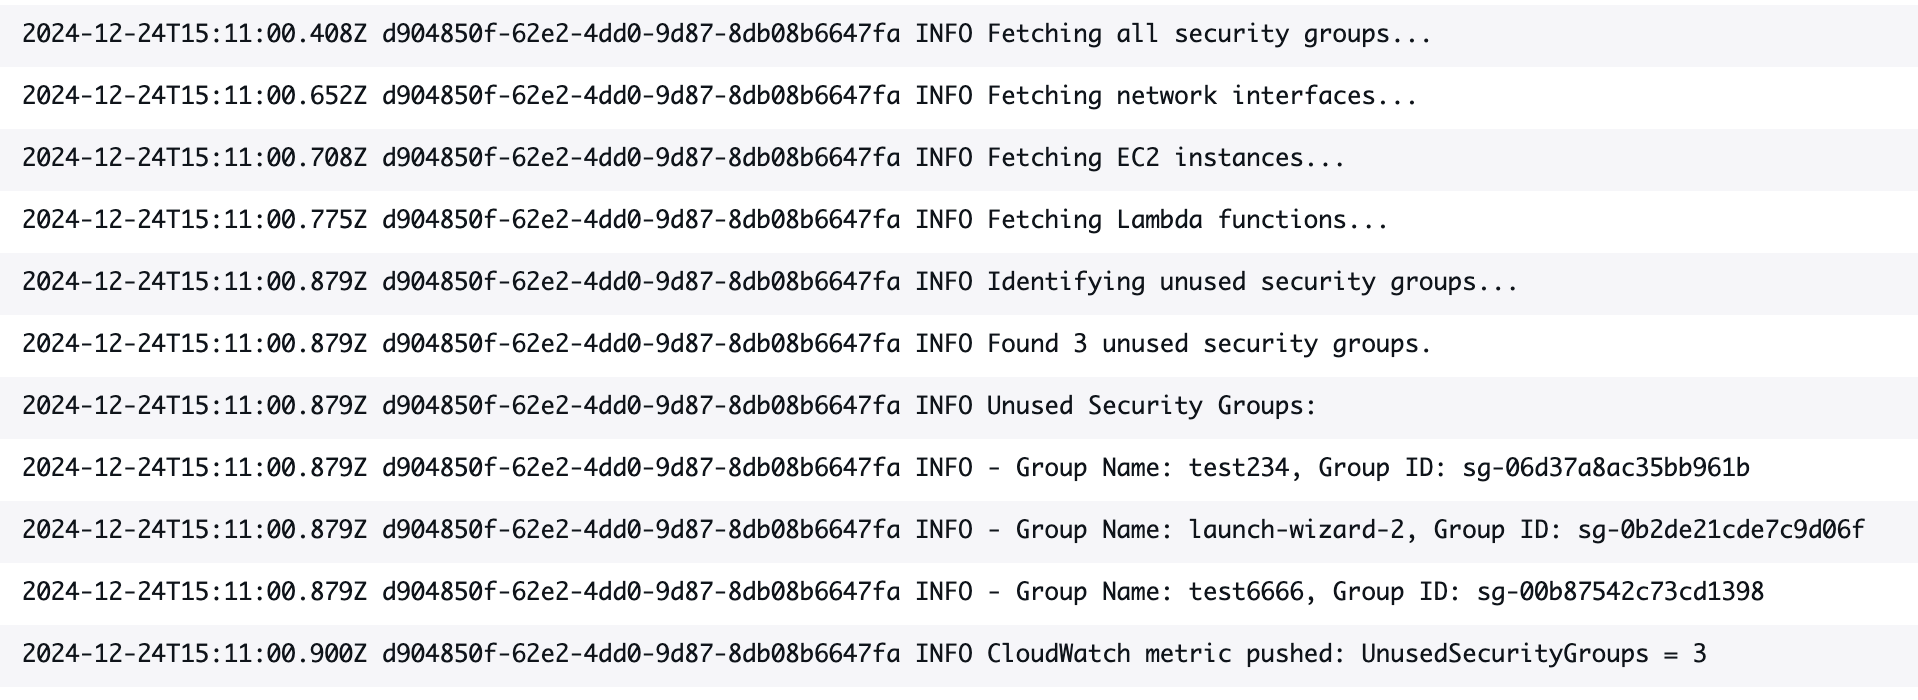 2024-12-24T15:11:00.408Z d904850f-62e2-4dd0-9d87-8db08b6647fa INFO Fetching all security groups...
2024-12-24T15:11:00.652Z d904850f-62e2-4dd0-9d87-8db08b6647fa INFO Fetching network interfaces...
2024-12-24T15:11:00.708Z d904850f-62e2-4dd0-9d87-8db08b6647fa INFO Fetching EC2 instances...
2024-12-24T15:11:00.775Z d904850f-62e2-4dd0-9d87-8db08b6647fa INFO Fetching Lambda functions...
2024-12-24T15:11:00.879Z d904850f-62e2-4dd0-9d87-8db08b6647fa INFO Identifying unused security groups...
2024-12-24T15:11:00.879Z d904850f-62e2-4dd0-9d87-8db08b6647fa INFO Found 3 unused security groups.
2024-12-24T15:11:00.879Z d904850f-62e2-4dd0-9d87-8db08b6647fa INFO Unused Security Groups:
2024-12-24T15:11:00.879Z d904850f-62e2-4dd0-9d87-8db08b6647fa INFO - Group Name: test234, Group ID: sg-06d37a8ac35bb961b
2024-12-24T15:11:00.879Z d904850f-62e2-4dd0-9d87-8db08b6647fa INFO - Group Name: launch-wizard-2, Group ID: sg-0b2de21cde7c9d06f
2024-12-24T15:11:00.879Z d904850f-62e2-4dd0-9d87-8db08b6647fa INFO - Group Name: test6666, Group ID: sg-00b87542c73cd1398
2024-12-24T15:11:00.900Z d904850f-62e2-4dd0-9d87-8db08b6647fa INFO CloudWatch metric pushed: UnusedSecurityGroups = 3